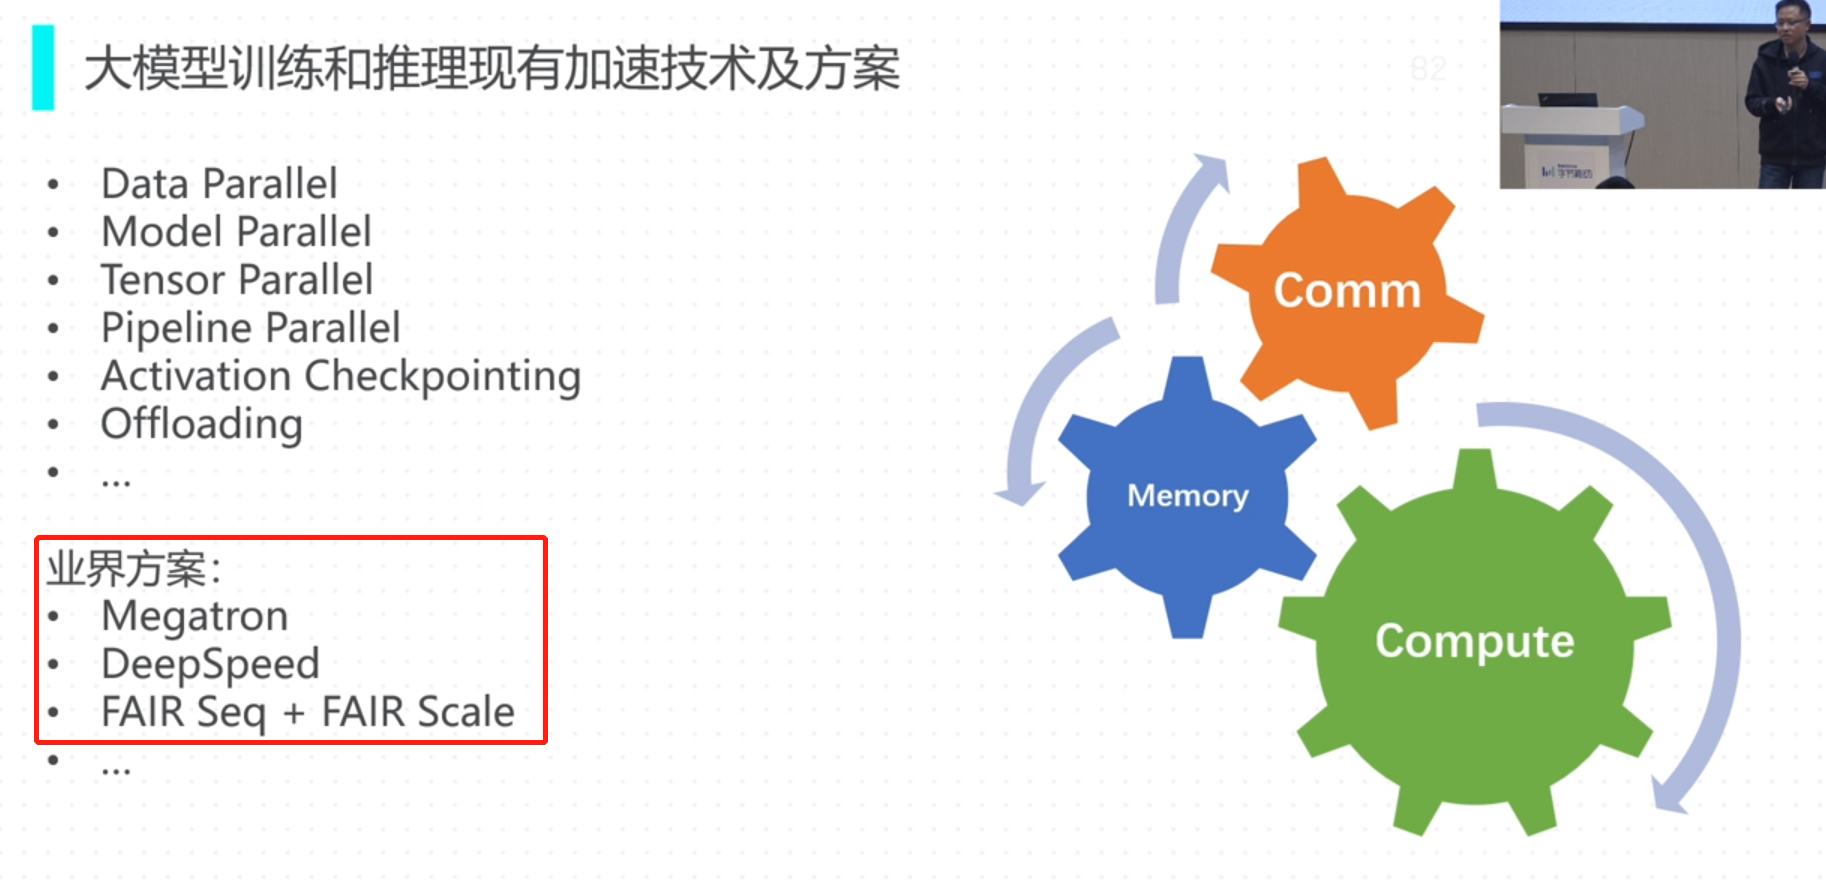 大模型训练和推理现有加速技术及方案
82
• Data Parallel
• Model Parallel
• Tensor Parallel
• Pipeline Parallel
• Activation Checkpointing
• Offloading
• ...
业界方案：
• Megatron
• DeepSpeed
• FAIR Seq + FAIR Scale
• ...
Comm
Memory
Compute